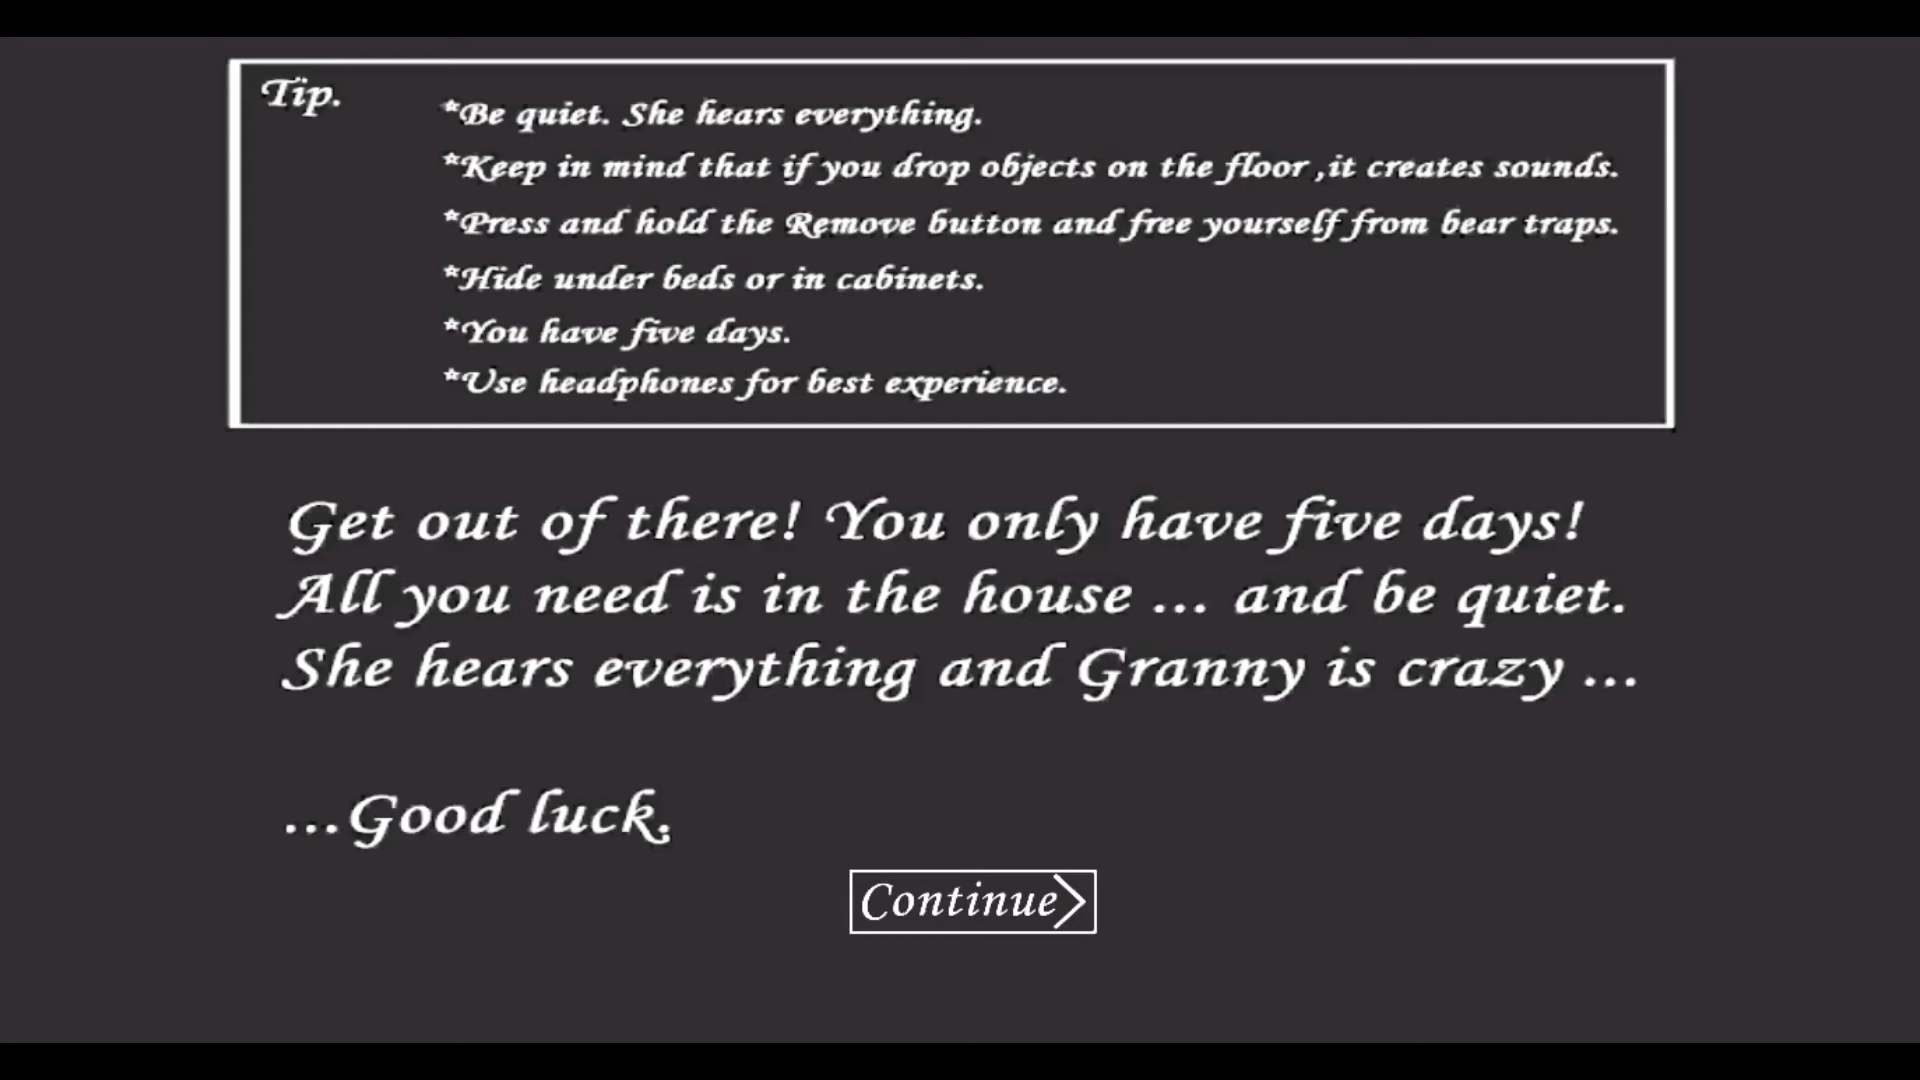 Tip.
*Be quiet. She hears everything.
*Keep in mind that if you drop objects on the floor ,it creates sounds.
*Press and hold the Remove button and free yourself from bear traps.
*Hide under beds or in cabinets.
*You have five days.
*Use headphones for best experience.
Get out of there! You only have five days!
All you need is in the house ... and be quiet.
She hears everything and Granny is crazy ...
...Good luck.
Continue>